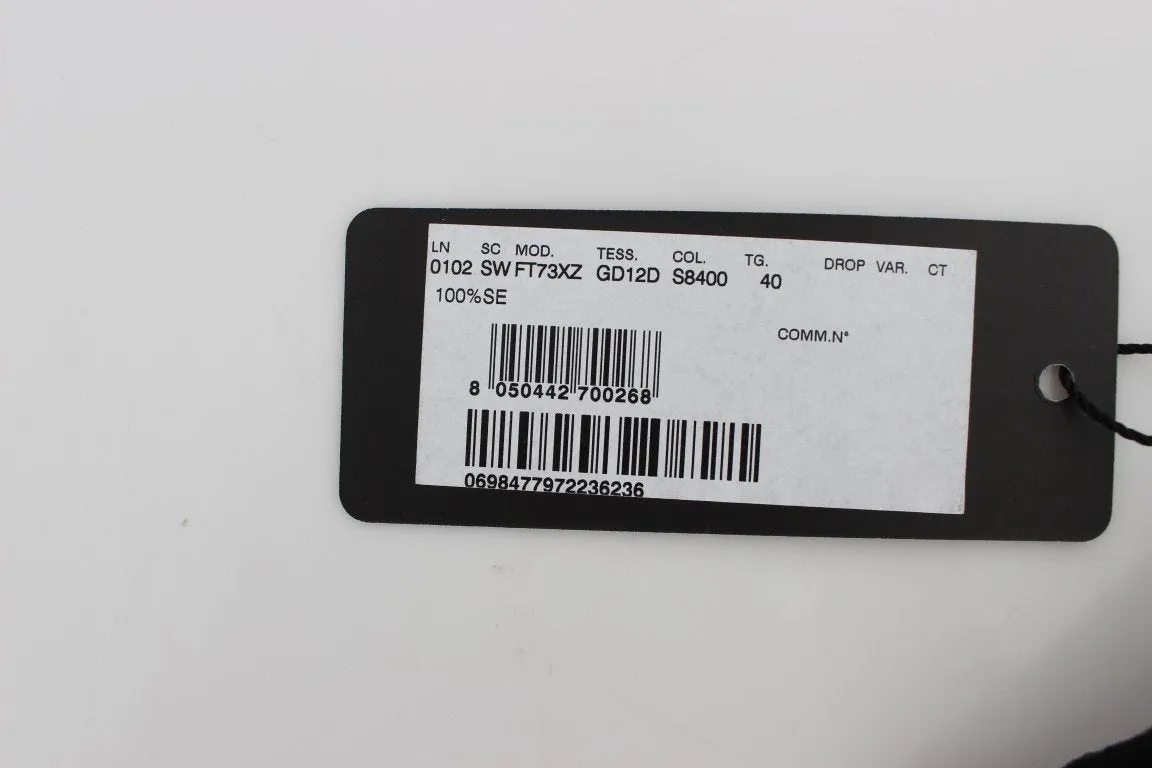 LN SC MOD. TESS. COL. TG. DROP VAR. CT
0102 SW FT73XZ GD12D S8400 40
100%SE
COMM.N°
8 050442 700268
0698477972236236